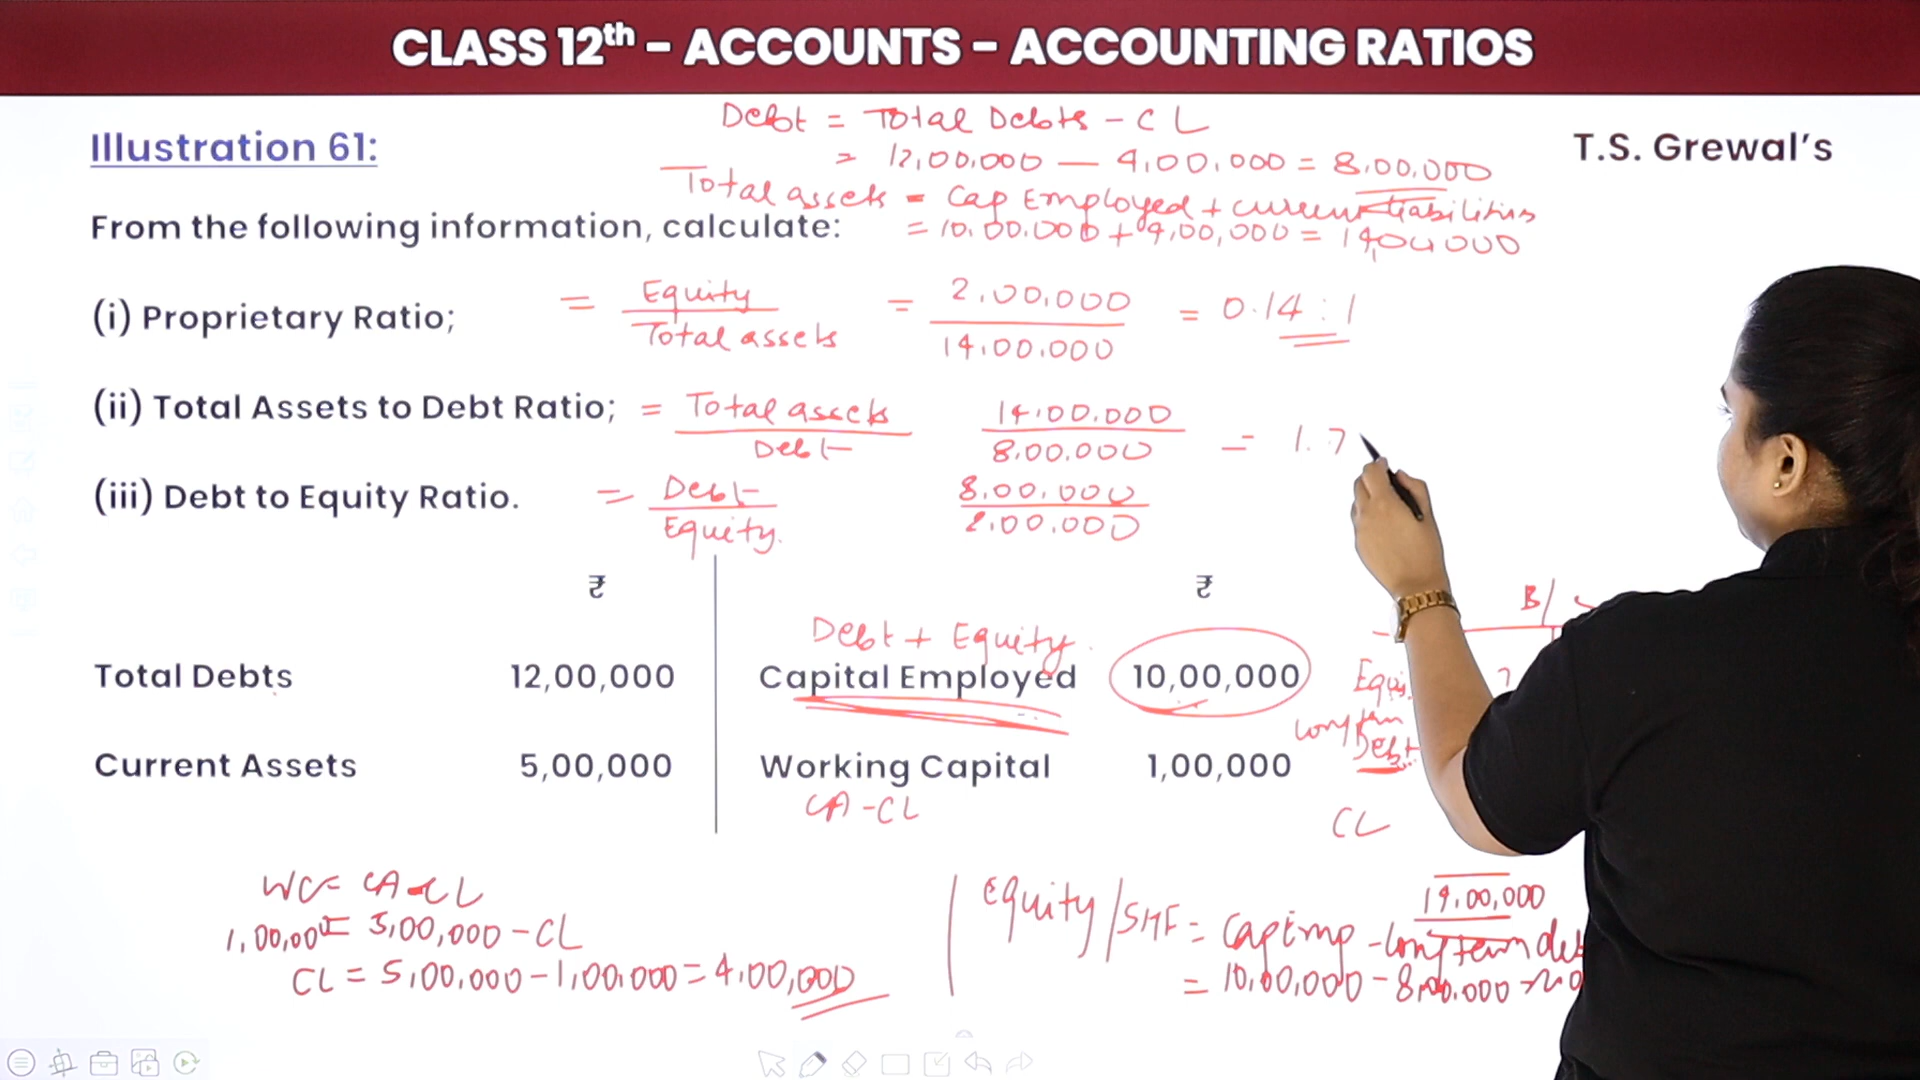 CLASS 12th – ACCOUNTS – ACCOUNTING RATIOS
Debt = Total Debts – CL
= 12,00,000 — 4,00,000 = 8,00,000
Illustration 61:
T.S. Grewal's
Total assets = Cap Employed + current liabilities
= 10,00,000 + 4,00,000 = 14,00,000
From the following information, calculate:
(i) Proprietary Ratio; = Equity / Total assets = 2,00,000 / 14,00,000 = 0.14 : 1
(ii) Total Assets to Debt Ratio; = Total assets / Debt 14,00,000 / 8,00,000 = 1.7
(iii) Debt to Equity Ratio. = Debt / Equity 8,00,000 / 2,00,000
₹ ₹
B/
Debt + Equity
Total Debts 12,00,000 Capital Employed 10,00,000
?
Long term
Debt
Current Assets 5,00,000 Working Capital 1,00,000
CA - CL
CL
14,00,000
WC = CA - CL
1,00,000 = 5,00,000 - CL
CL = 5,00,000 - 1,00,000 = 4,00,000
Equity / SHF = Cap Emp - Long term
= 10,00,000 - 8,00,000